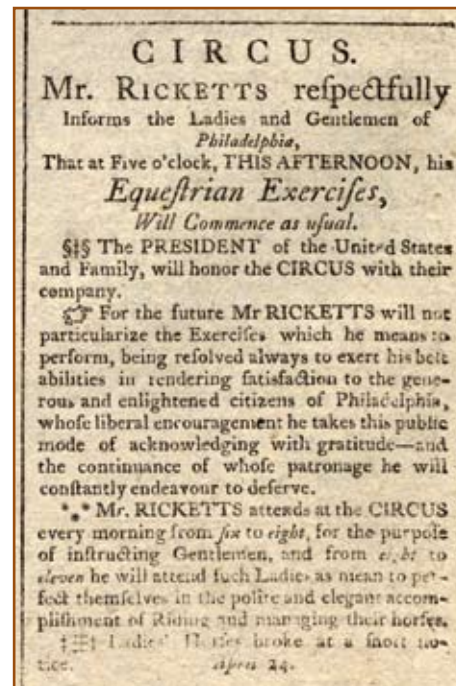 CIRCUS.
Mr. RICKETTS reſpectfully
Informs the Ladies and Gentlemen of
Philadelphia,
That at Five o'clock, THIS AFTERNOON, his
Equeſtrian Exerciſes,
Will Commence as uſual.
§‡§ The PRESIDENT of the United States
and Family, will honor the CIRCUS with their
company.
☞ For the future Mr RICKETTS will not
particularize the Exerciſes which he means to
perform, being reſolved always to exert his beſt
abilities in rendering ſatisfaction to the gene-
rous and enlightened citizens of Philadelphia,
whoſe liberal encouragement he takes this public
mode of acknowledging with gratitude—and
the continuance of whoſe patronage he will
conſtantly endeavour to deſerve.
*⁎* Mr. RICKETTS attends at the CIRCUS
every morning from ſix to eight, for the purpoſe
of inſtructing Gentlemen, and from eight to
eleven he will attend ſuch Ladies as mean to per-
fect themſelves in the polite and elegant accom-
pliſhment of Riding and managing their horſes.
‡‡‡ Ladies' Horſes broke at a ſhort no-
tice. April 24.